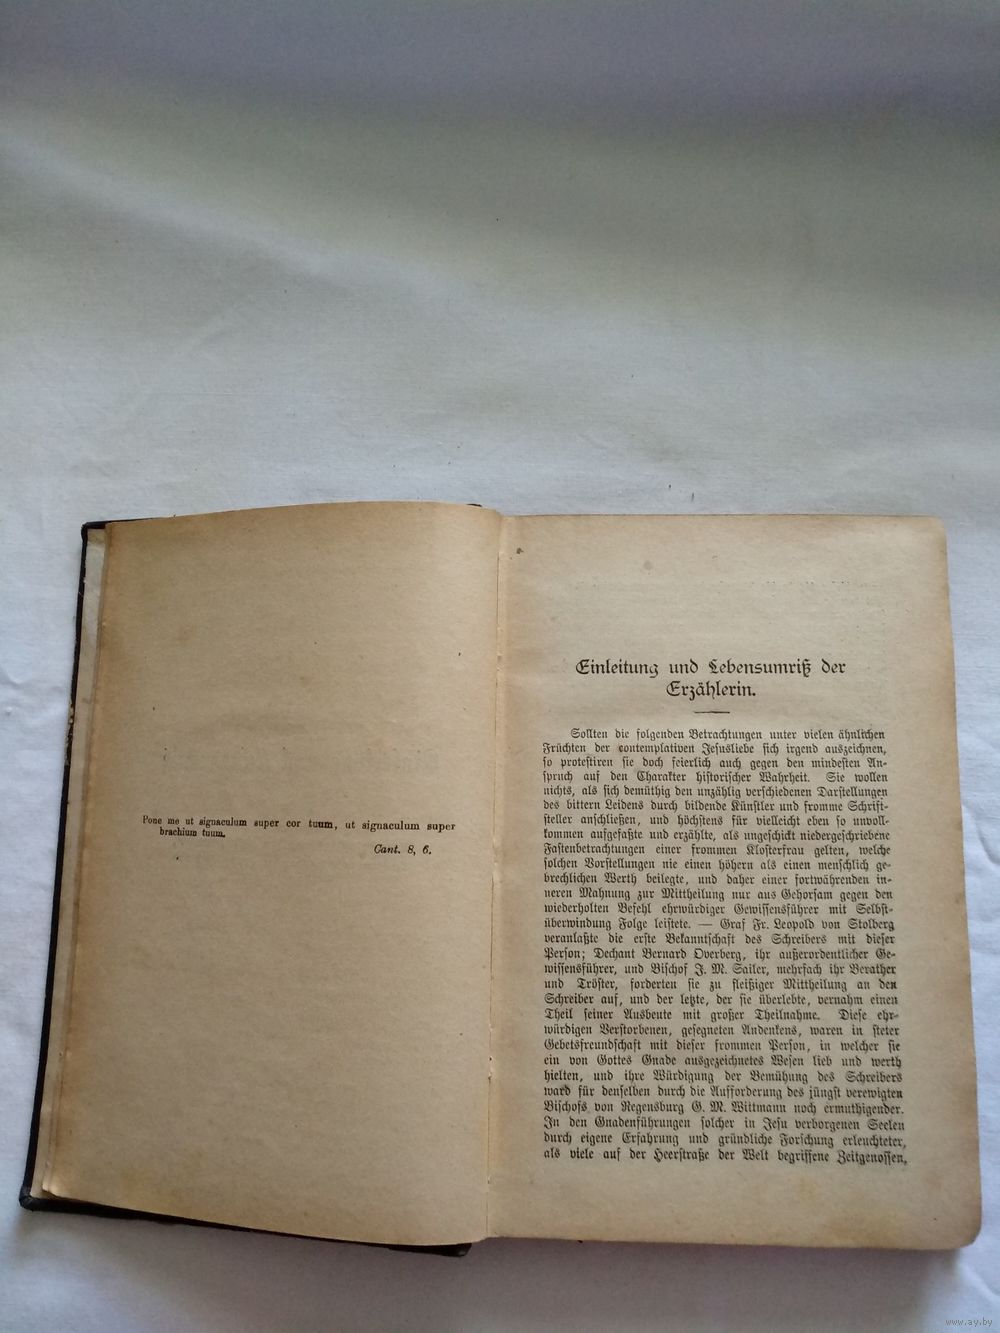 Pone me ut signaculum super cor tuum, ut signaculum super
brachium tuum.
Cant. 8, 6.
Einleitung und Lebensumriß der
Erzählerin.
Sollten die folgenden Betrachtungen unter vielen ähnlichen
Früchten der contemplativen Jesusliebe sich irgend auszeichnen,
so protestiren sie doch feierlich auch gegen den mindesten An-
spruch auf den Charakter historischer Wahrheit. Sie wollen
nichts, als sich demüthig den unzählig verschiedenen Darstellungen
des bittern Leidens durch bildende Künstler und fromme Schrift-
steller anschließen, und höchstens für vielleicht eben so unvoll-
kommen aufgefaßte und erzählte, als ungeschickt niedergeschriebene
Fastenbetrachtungen einer frommen Klosterfrau gelten, welche
solchen Vorstellungen nie einen höhern als einen menschlich ge-
brechlichen Werth beilegte, und daher einer fortwährenden in-
neren Mahnung zur Mittheilung nur aus Gehorsam gegen den
wiederholten Befehl ehrwürdiger Gewissensführer mit Selbst-
überwindung Folge leistete. — Graf Fr. Leopold von Stolberg
veranlaßte die erste Bekanntschaft des Schreibers mit dieser
Person; Dechant Bernard Overberg, ihr außerordentlicher Ge-
wissensführer, und Bischof J. M. Sailer, mehrfach ihr Berather
und Tröster, forderten sie zu fleißiger Mittheilung an den
Schreiber auf, und der letzte, der sie überlebte, vernahm einen
Theil seiner Ausbeute mit großer Theilnahme. Diese ehr-
würdigen Verstorbenen, gesegneten Andenkens, waren in steter
Gebetsfreundschaft mit dieser frommen Person, in welcher sie
ein von Gottes Gnade ausgezeichnetes Wesen lieb und werth
hielten, und ihre Würdigung der Bemühung des Schreibers
ward für denselben durch die Aufforderung des jüngst verewigten
Bischofs von Regensburg G. M. Wittmann noch ermuthigender.
In den Gnadenführungen solcher in Jesu verborgenen Seelen
durch eigene Erfahrung und gründliche Forschung erleuchteter,
als viele auf der Heerstraße der Welt begriffene Zeitgenossen,
www.ay.by